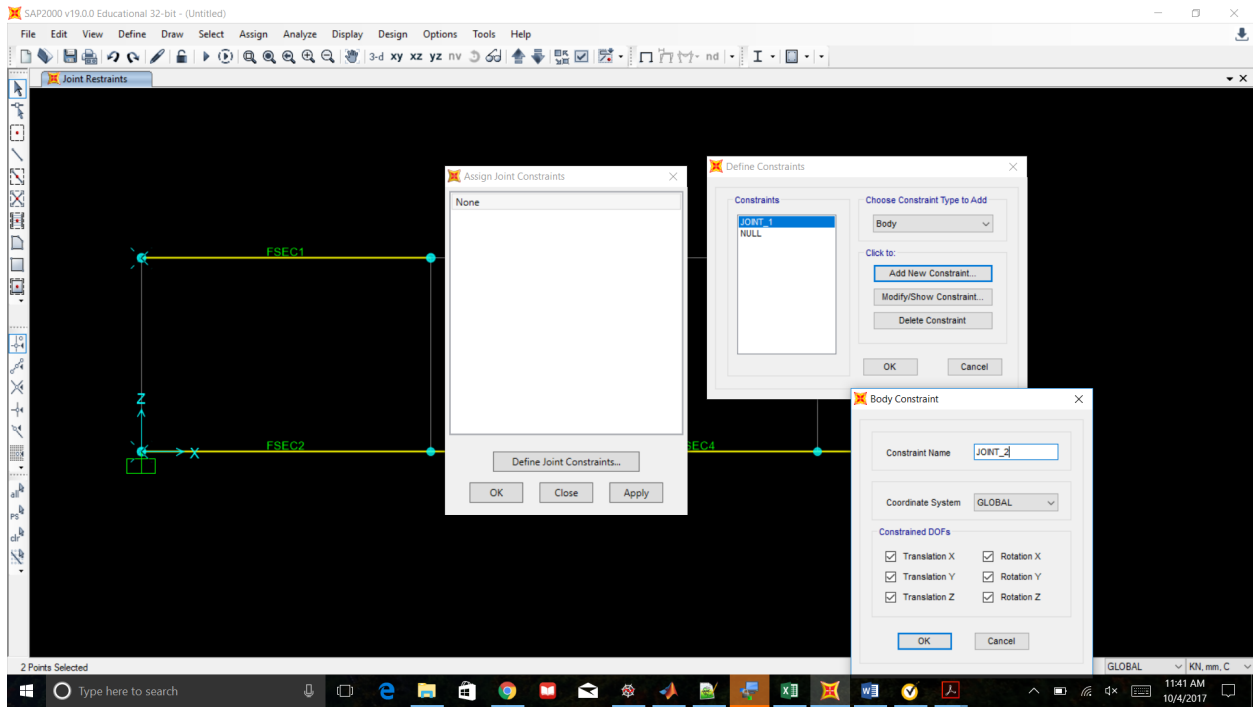 SAP2000 v19.0.0 Educational 32-bit - (Untitled)
File Edit View Define Draw Select Assign Analyze Display Design Options Tools Help
3-d xy xz yz nv nd
Joint Restraints
Assign Joint Constraints
None
Define Joint Constraints...
OK Close Apply
Define Constraints
Constraints
JOINT_1
NULL
Choose Constraint Type to Add
Body
Click to:
Add New Constraint...
Modify/Show Constraint...
Delete Constraint
OK Cancel
Body Constraint
Constraint Name JOINT_2
Coordinate System GLOBAL
Constrained DOFs
Translation X Rotation X
Translation Y Rotation Y
Translation Z Rotation Z
OK Cancel
FSEC1
Z
X
FSEC2
SEC4
all
PS
clr
2 Points Selected
GLOBAL KN, mm, C
Type here to search
11:41 AM
10/4/2017